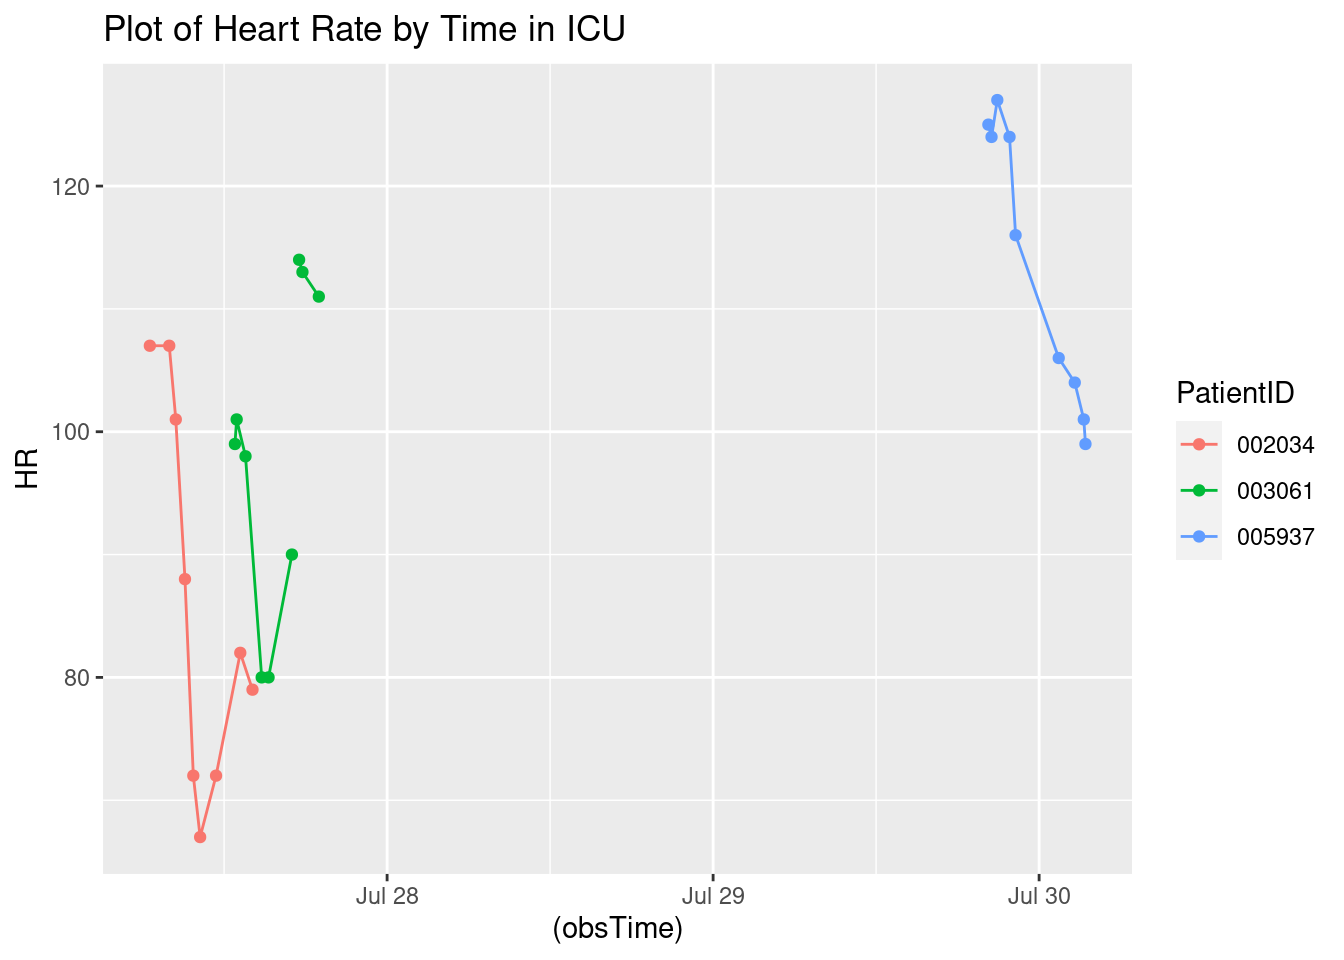 Plot of Heart Rate by Time in ICU
120
100
80
HR
Jul 28
Jul 29
Jul 30
(obsTime)
PatientID
002034
003061
005937